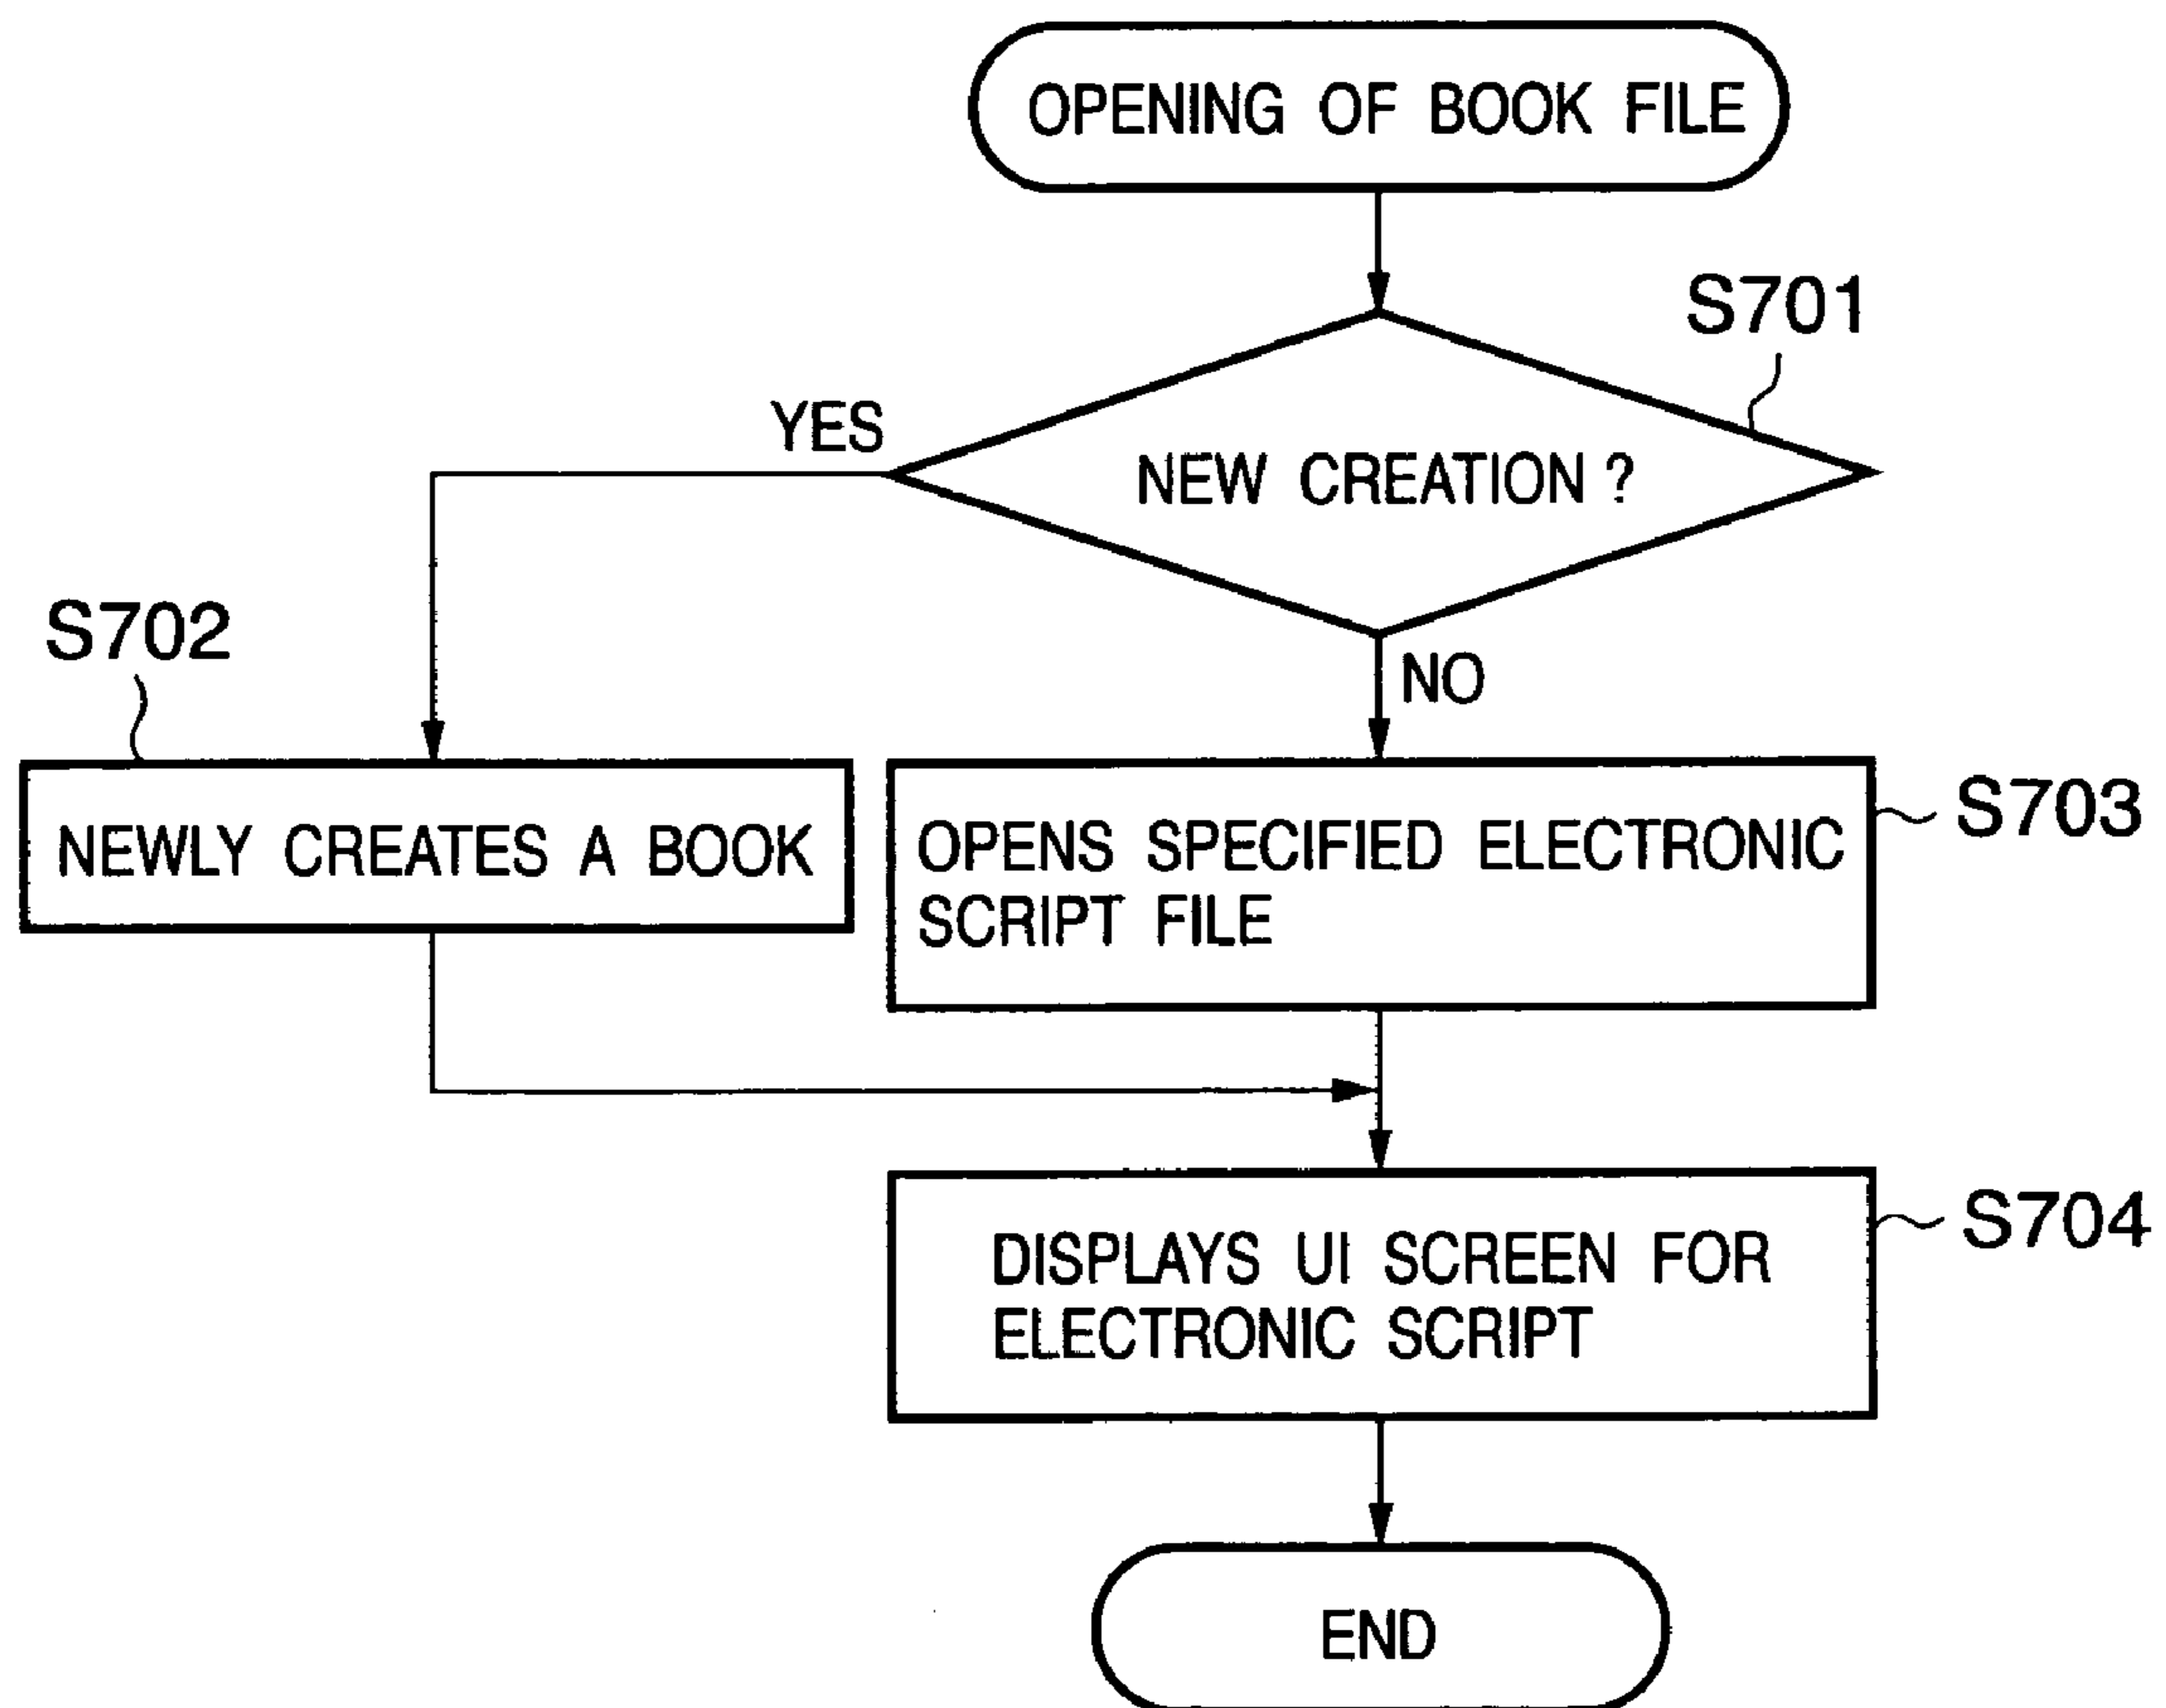 OPENING OF BOOK FILE
S701
YES
NEW CREATION ?
NO
S702
NEWLY CREATES A BOOK
S703
OPENS SPECIFIED ELECTRONIC
SCRIPT FILE
S704
DISPLAYS UI SCREEN FOR
ELECTRONIC SCRIPT
END